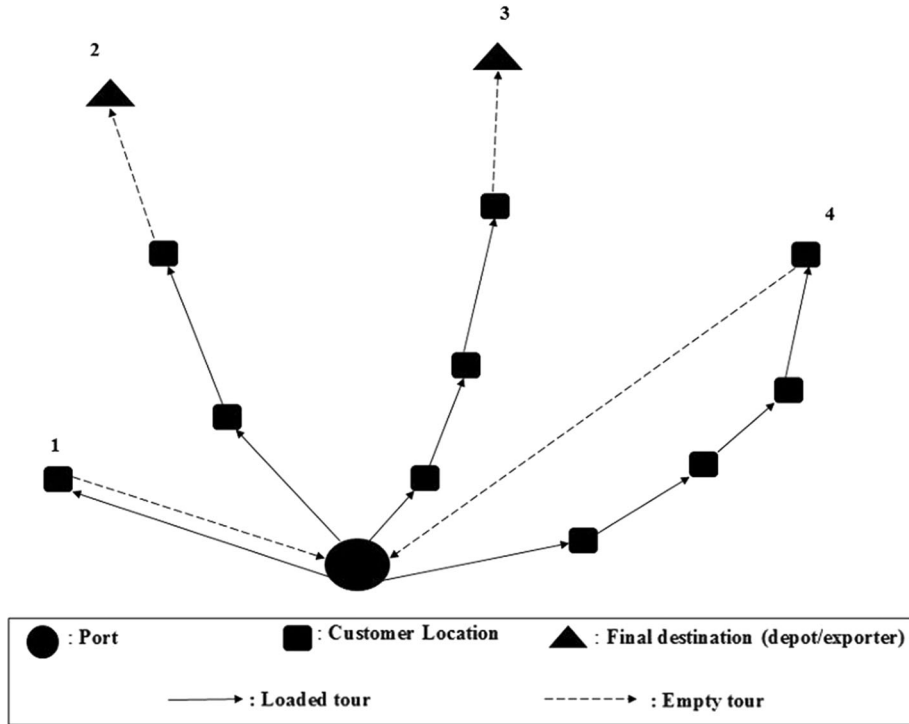 3
2
4
1
: Port
: Customer Location
: Final destination (depot/exporter)
: Loaded tour
: Empty tour